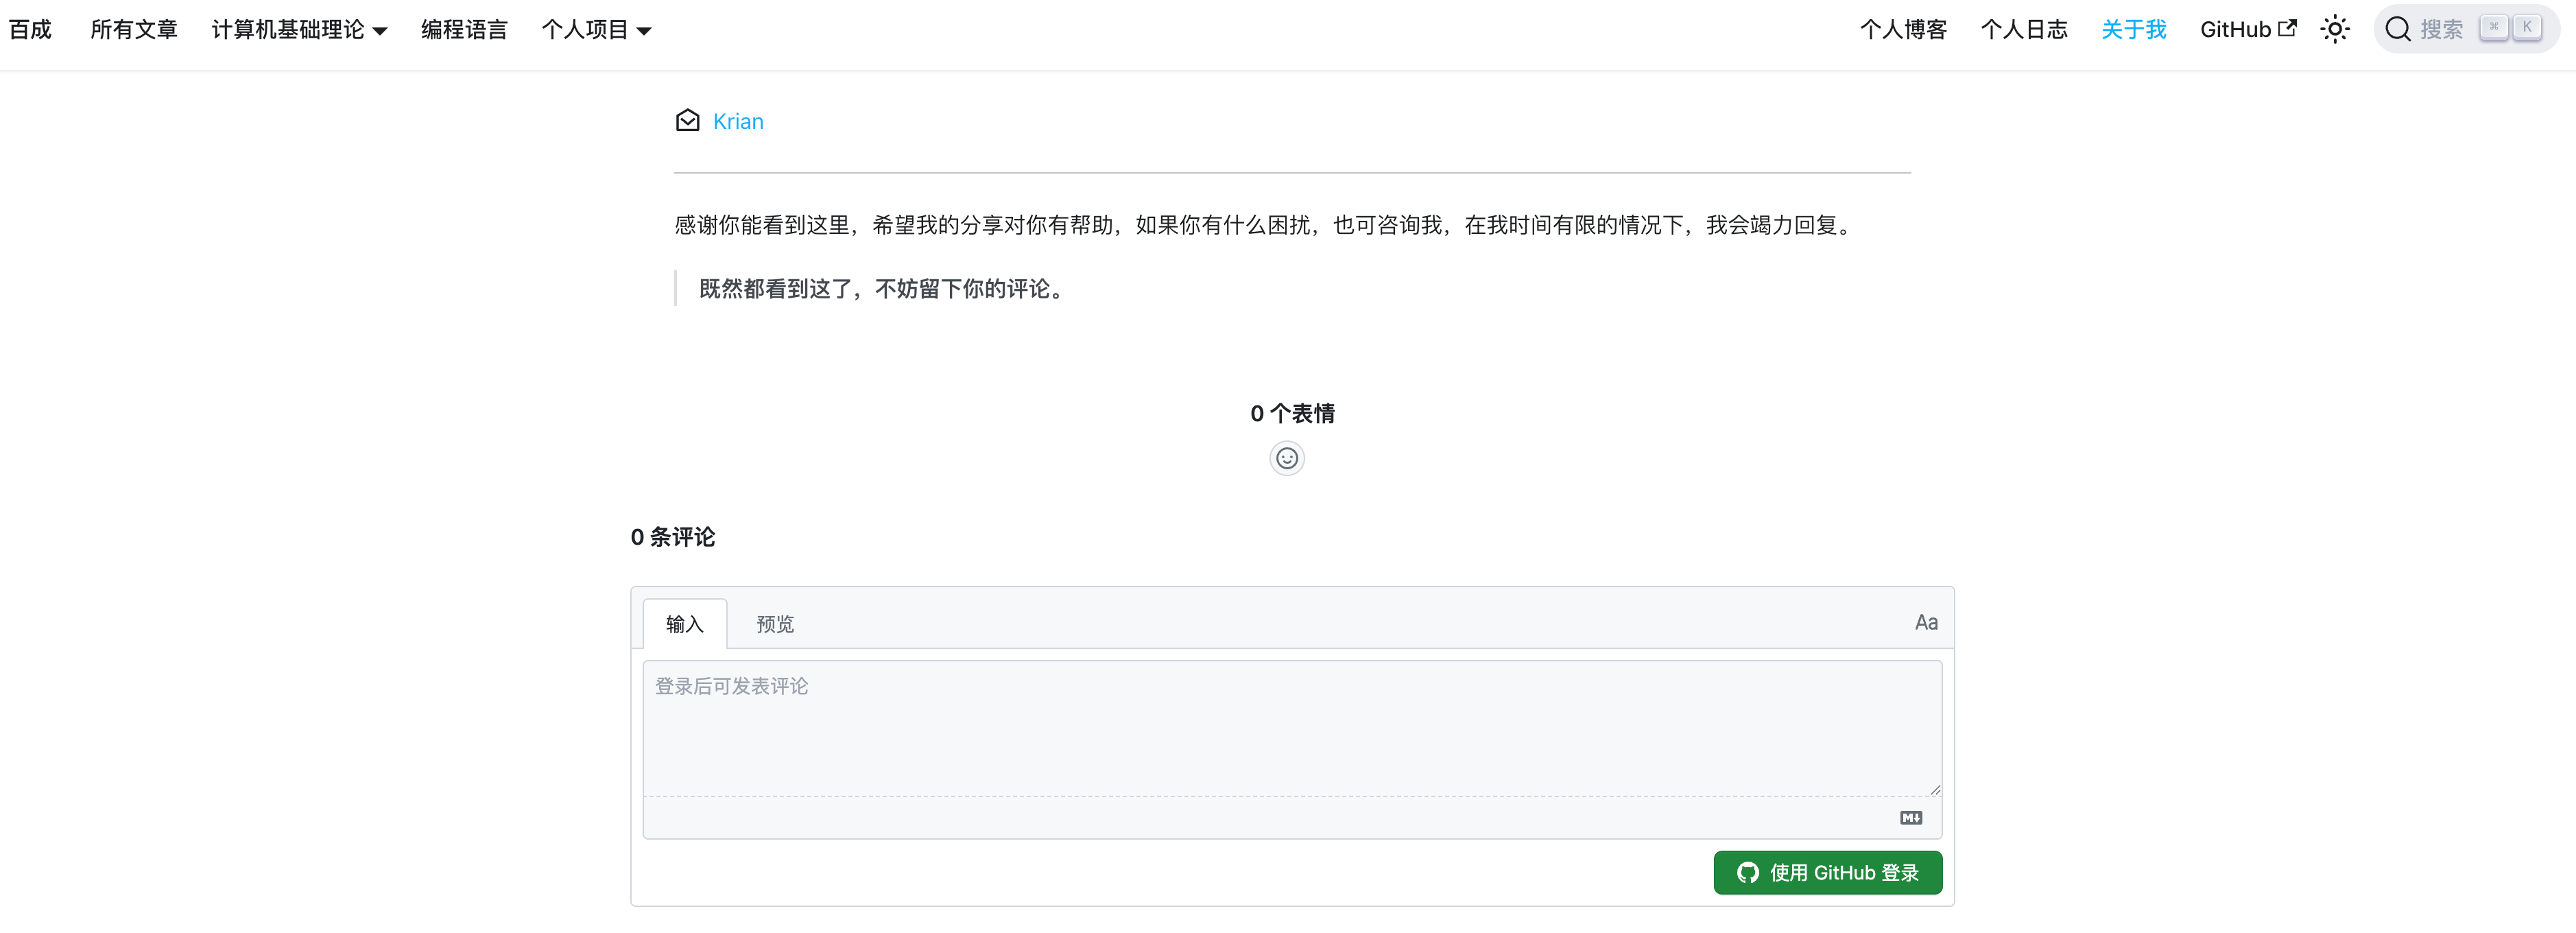 百成 所有文章 计算机基础理论 编程语言 个人项目 个人博客 个人日志 关于我 GitHub 搜索 ⌘ K
Krian
感谢你能看到这里，希望我的分享对你有帮助，如果你有什么困扰，也可咨询我，在我时间有限的情况下，我会竭力回复。
既然都看到这了，不妨留下你的评论。
0 个表情
0 条评论
输入 预览 Aa
登录后可发表评论
M↓
使用 GitHub 登录